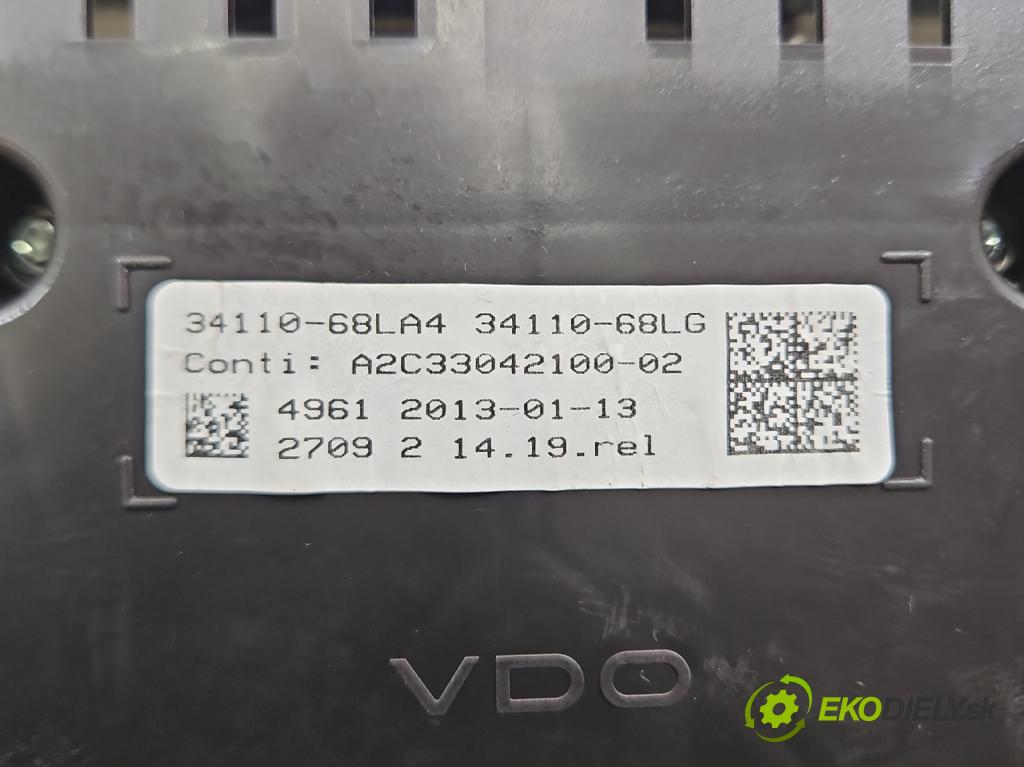 34110-68LA4 34110-68LG
Conti: A2C33042100-02
4961 2013-01-13
2709 2 14.19.rel
VDO
EKODIELY.sk